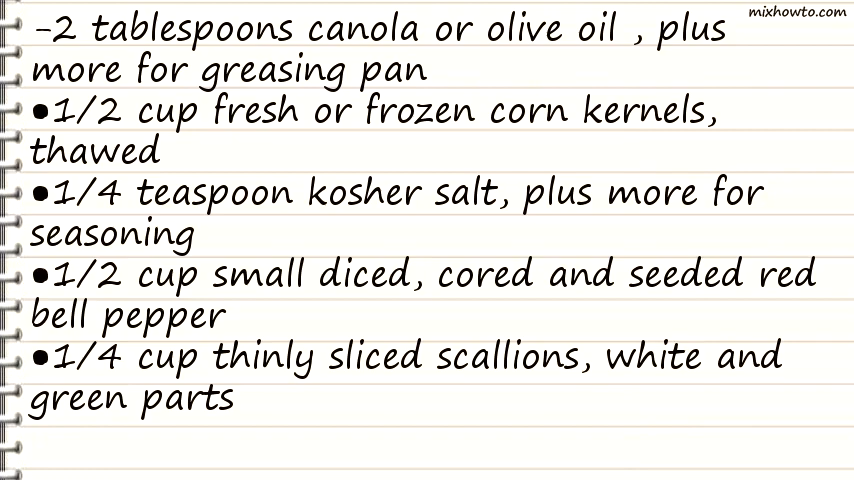 mixhowto.com
-2 tablespoons canola or olive oil , plus
more for greasing pan
●1/2 cup fresh or frozen corn kernels,
thawed
●1/4 teaspoon kosher salt, plus more for
seasoning
●1/2 cup small diced, cored and seeded red
bell pepper
●1/4 cup thinly sliced scallions, white and
green parts